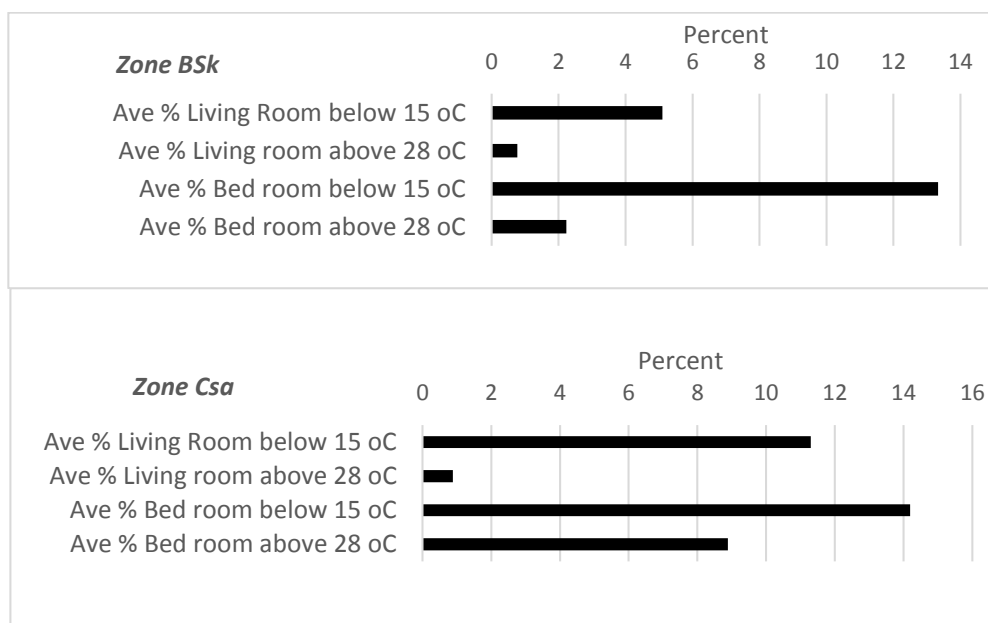 Percent
Zone BSk
0 2 4 6 8 10 12 14
Ave % Living Room below 15 oC
Ave % Living room above 28 oC
Ave % Bed room below 15 oC
Ave % Bed room above 28 oC
Percent
Zone Csa
0 2 4 6 8 10 12 14 16
Ave % Living Room below 15 oC
Ave % Living room above 28 oC
Ave % Bed room below 15 oC
Ave % Bed room above 28 oC